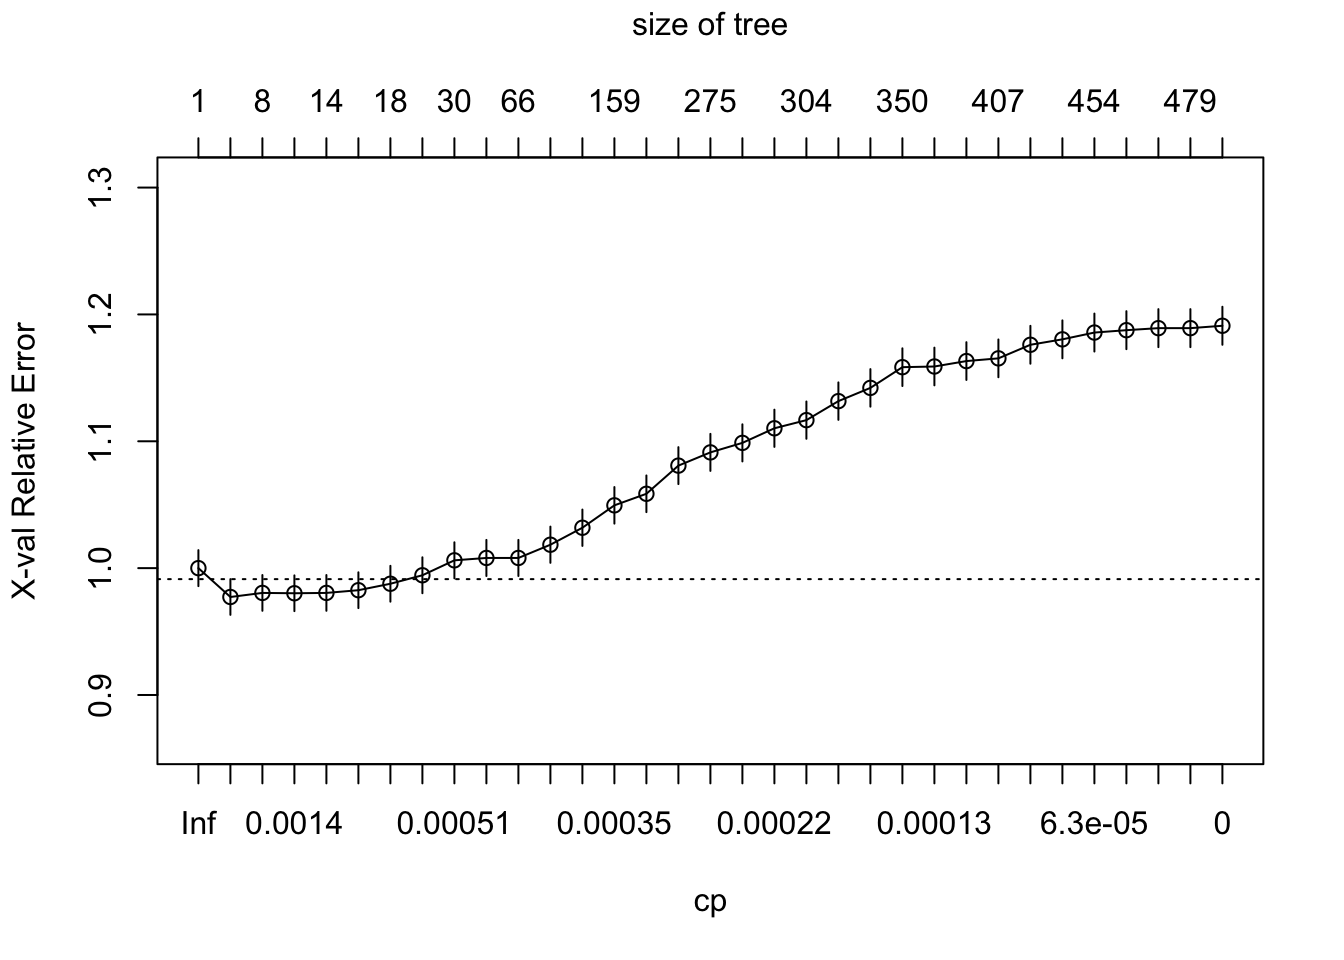 size of tree
1 8 14 18 30 66 159 275 304 350 407 454 479
1.3
1.2
1.1
1.0
0.9
X-val Relative Error
Inf 0.0014 0.00051 0.00035 0.00022 0.00013 6.3e-05 0
cp